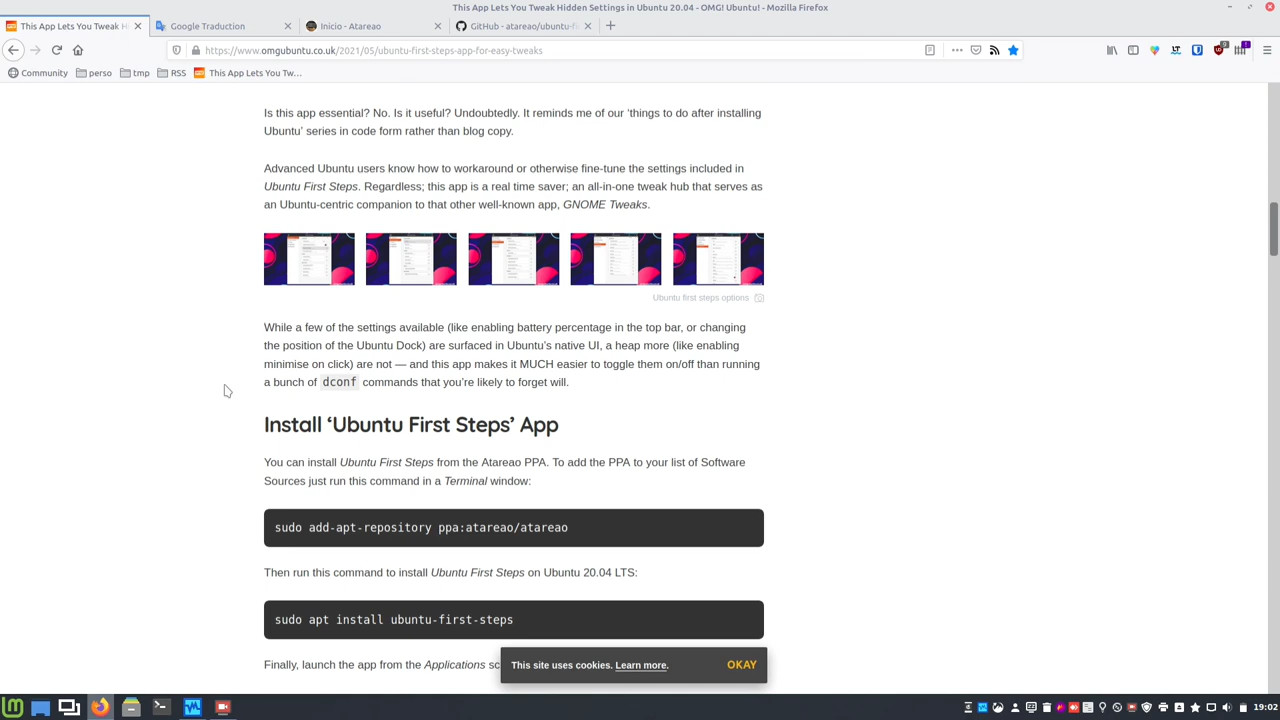 This App Lets You Tweak Hidden Settings in Ubuntu 20.04 - OMG! Ubuntu! - Mozilla Firefox
This App Lets You Tweak H
Google Traduction
Inicio - Atareao
GitHub - atareao/ubuntu-fi
https://www.omgubuntu.co.uk/2021/05/ubuntu-first-steps-app-for-easy-tweaks
Community
perso
tmp
RSS
This App Lets You Tw…
Is this app essential? No. Is it useful? Undoubtedly. It reminds me of our ‘things to do after installing
Ubuntu’ series in code form rather than blog copy.
Advanced Ubuntu users know how to workaround or otherwise fine-tune the settings included in
Ubuntu First Steps. Regardless; this app is a real time saver; an all-in-one tweak hub that serves as
an Ubuntu-centric companion to that other well-known app, GNOME Tweaks.
Ubuntu first steps options
While a few of the settings available (like enabling battery percentage in the top bar, or changing
the position of the Ubuntu Dock) are surfaced in Ubuntu’s native UI, a heap more (like enabling
minimise on click) are not — and this app makes it MUCH easier to toggle them on/off than running
a bunch of dconf commands that you’re likely to forget will.
Install ‘Ubuntu First Steps’ App
You can install Ubuntu First Steps from the Atareao PPA. To add the PPA to your list of Software
Sources just run this command in a Terminal window:
sudo add-apt-repository ppa:atareao/atareao
Then run this command to install Ubuntu First Steps on Ubuntu 20.04 LTS:
sudo apt install ubuntu-first-steps
Finally, launch the app from the Applications sc
This site uses cookies. Learn more.
OKAY
19:02